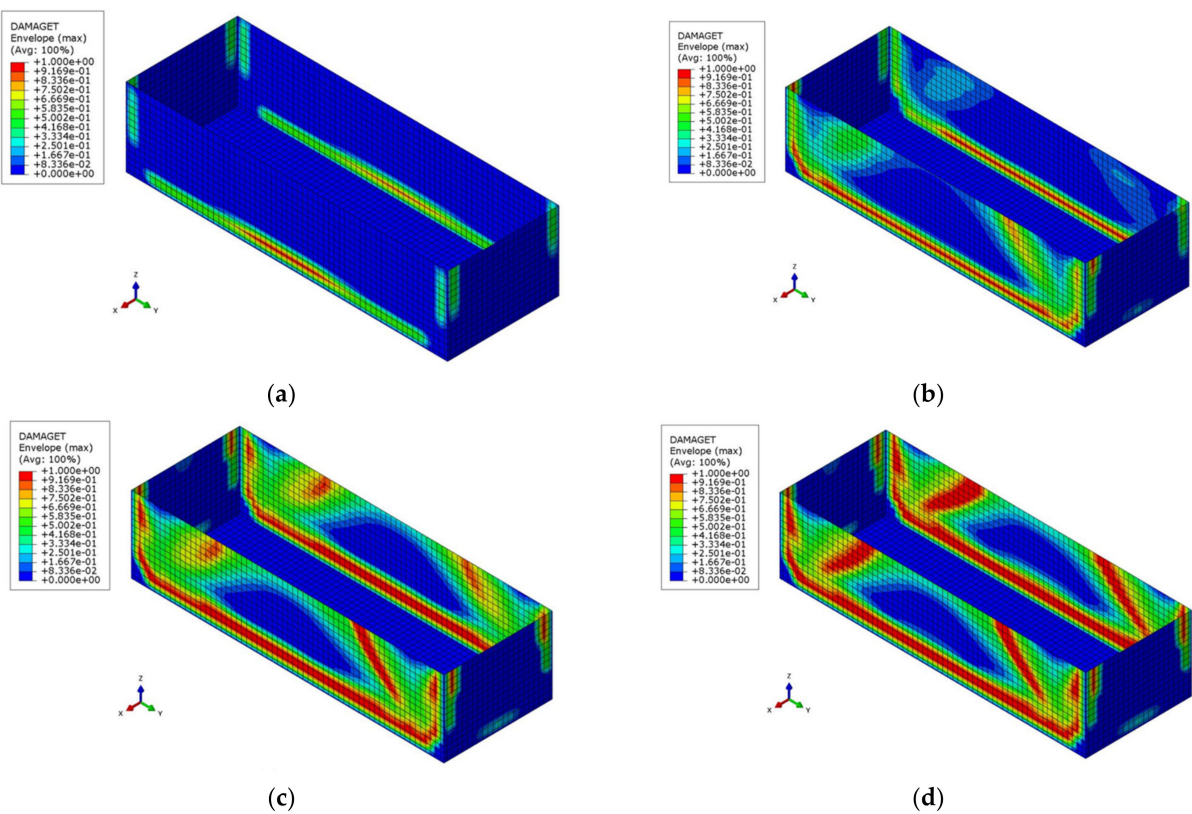 DAMAGET
Envelope (max)
(Avg: 100%)
+1.000e+00
+9.169e-01
+8.336e-01
+7.502e-01
+6.669e-01
+5.835e-01
+5.002e-01
+4.168e-01
+3.334e-01
+2.501e-01
+1.667e-01
+8.336e-02
+0.000e+00
Z
X
Y
(a)
DAMAGET
Envelope (max)
(Avg: 100%)
+1.000e+00
+9.169e-01
+8.336e-01
+7.502e-01
+6.669e-01
+5.835e-01
+5.002e-01
+4.168e-01
+3.334e-01
+2.501e-01
+1.667e-01
+8.336e-02
+0.000e+00
Z
X
Y
(b)
DAMAGET
Envelope (max)
(Avg: 100%)
+1.000e+00
+9.169e-01
+8.336e-01
+7.502e-01
+6.669e-01
+5.835e-01
+5.002e-01
+4.168e-01
+3.334e-01
+2.501e-01
+1.667e-01
+8.336e-02
+0.000e+00
Z
X
Y
(c)
DAMAGET
Envelope (max)
(Avg: 100%)
+1.000e+00
+9.169e-01
+8.336e-01
+7.502e-01
+6.669e-01
+5.835e-01
+5.002e-01
+4.168e-01
+3.334e-01
+2.501e-01
+1.667e-01
+8.336e-02
+0.000e+00
Z
X
Y
(d)